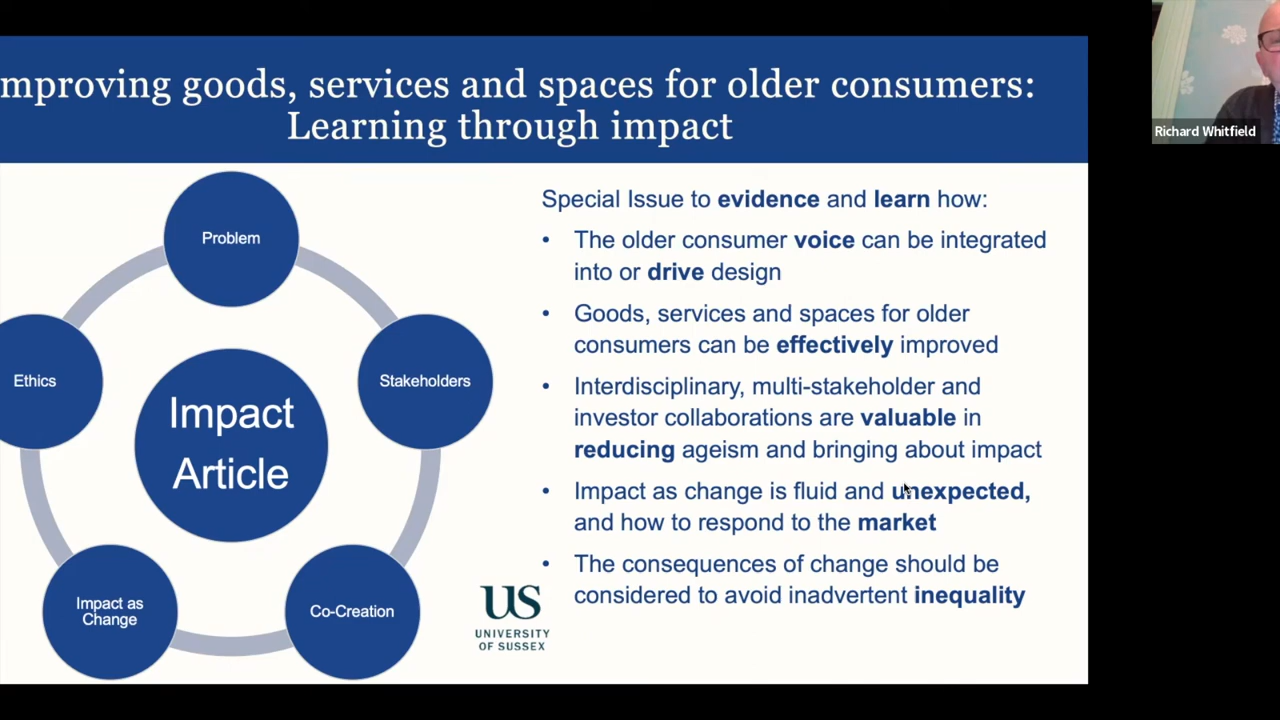 mproving goods, services and spaces for older consumers:
Learning through impact
Richard Whitfield
Problem
Ethics
Stakeholders
Impact
Article
Impact as
Change
Co-Creation
Special Issue to evidence and learn how:
• The older consumer voice can be integrated
into or drive design
• Goods, services and spaces for older
consumers can be effectively improved
• Interdisciplinary, multi-stakeholder and
investor collaborations are valuable in
reducing ageism and bringing about impact
• Impact as change is fluid and unexpected,
and how to respond to the market
• The consequences of change should be
considered to avoid inadvertent inequality
US
UNIVERSITY
OF SUSSEX